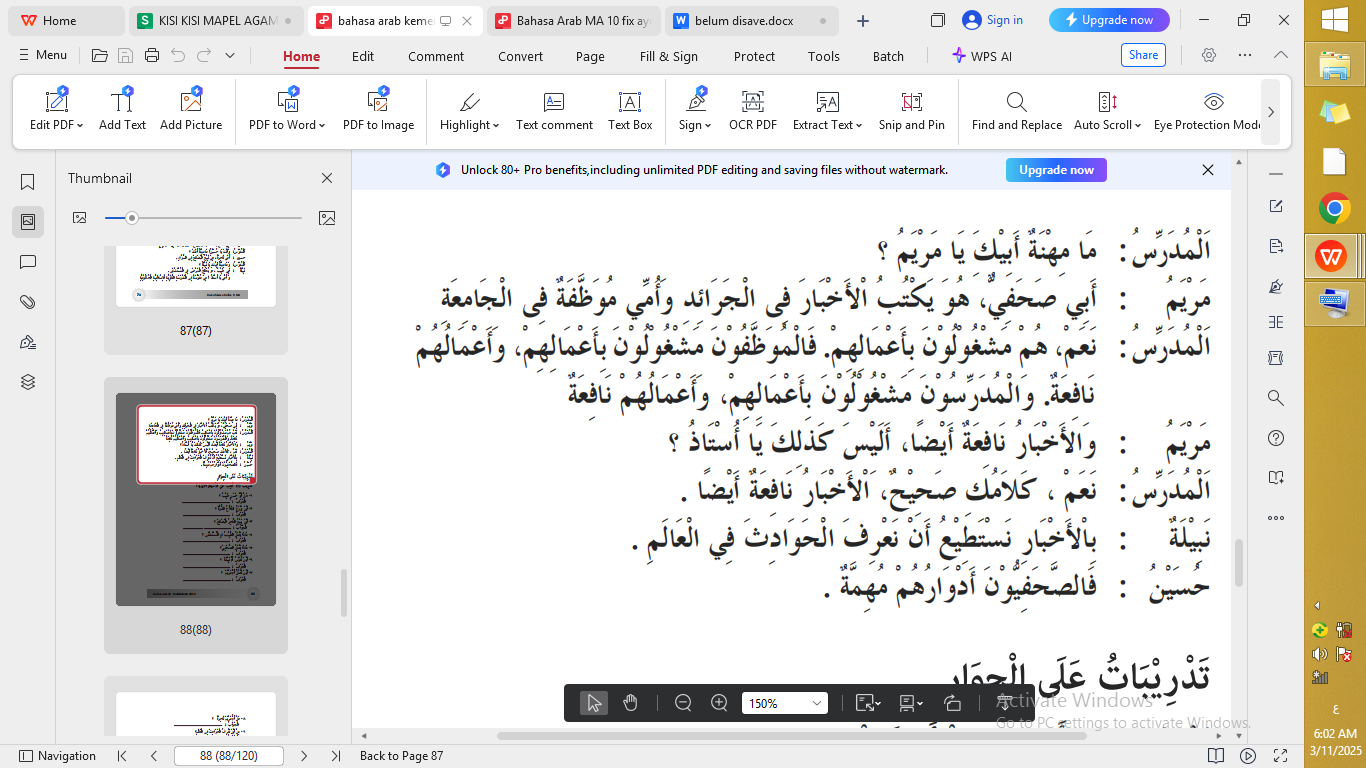 Home
KISI KISI MAPEL AGAM
bahasa arab keme
Bahasa Arab MA 10 fix ay
belum di save.docx
Sign in
Upgrade now
Menu
Home
Edit
Comment
Convert
Page
Fill & Sign
Protect
Tools
Batch
WPS AI
Share
Edit PDF
Add Text
Add Picture
PDF to Word
PDF to Image
Highlight
Text comment
Text Box
Sign
OCR PDF
Extract Text
Snip and Pin
Find and Replace
Auto Scroll
Eye Protection Mode
Thumbnail
Unlock 80+ Pro benefits,including unlimited PDF editing and saving files without watermark.
Upgrade now
87(87)
88(88)
اَلْمُدَرِّسُ: مَا مِهْنَةُ أَبِيْكَ يَا مَرْيَمُ ؟
مَرْيَمُ : أَبِي صَحَفِيٌّ، هُوَ يَكْتُبُ اْلأَخْبَارَ فِى الْجَرَائِدِ وَأُمِّي مُوَظَّفَةٌ فِى الْجَامِعَةِ
اَلْمُدَرِّسُ: نَعَمْ، هُمْ مَشْغُوْلُوْنَ بِأَعْمَالِهِمْ. فَالْمُوَظَّفُوْنَ مَشْغُوْلُوْنَ بِأَعْمَالِهِمْ، وَأَعْمَالُهُمْ
نَافِعَةٌ. وَالْمُدَرِّسُوْنَ مَشْغُوْلُوْنَ بِأَعْمَالِهِمْ، وَأَعْمَالُهُمْ نَافِعَةٌ
مَرْيَمُ : وَالأَخْبَارُ نَافِعَةٌ أَيْضًا، أَلَيْسَ كَذلِكَ يَا أُسْتَاذُ ؟
اَلْمُدَرِّسُ: نَعَمْ ، كَلَامُكِ صَحِيْحٌ، اَلْأَخْبَارُ نَافِعَةٌ أَيْضًا .
نَبِيْلَةٌ : بِاْلأَخْبَارِ نَسْتَطِيْعُ أَنْ نَعْرِفَ الْحَوَادِثَ فِي الْعَالَمِ .
حُسَيْنُ : فَالصَّحَفِيُّوْنَ أَدْوَارُهُمْ مُهِمَّةٌ .
تَدْرِيْبَاتُ عَلَى الْحِوَارِ
150%
Activate Windows
Go to PC settings to activate Windows.
Navigation
88 (88/120)
Back to Page 87
ع
6:02 AM
3/11/2025